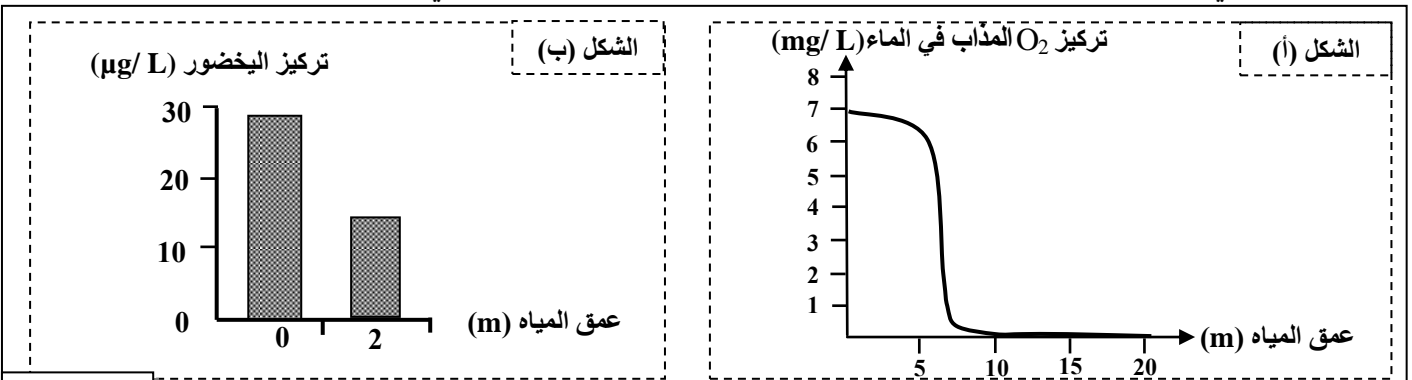 الشكل (أ)
تركيز O₂ المذاب في الماء (mg/ L)
8
7
6
5
4
3
2
1
5 10 15 20
عمق المياه (m)
الشكل (ب)
تركيز اليخضور (µg/ L)
30
20
10
0
0 2
عمق المياه (m)